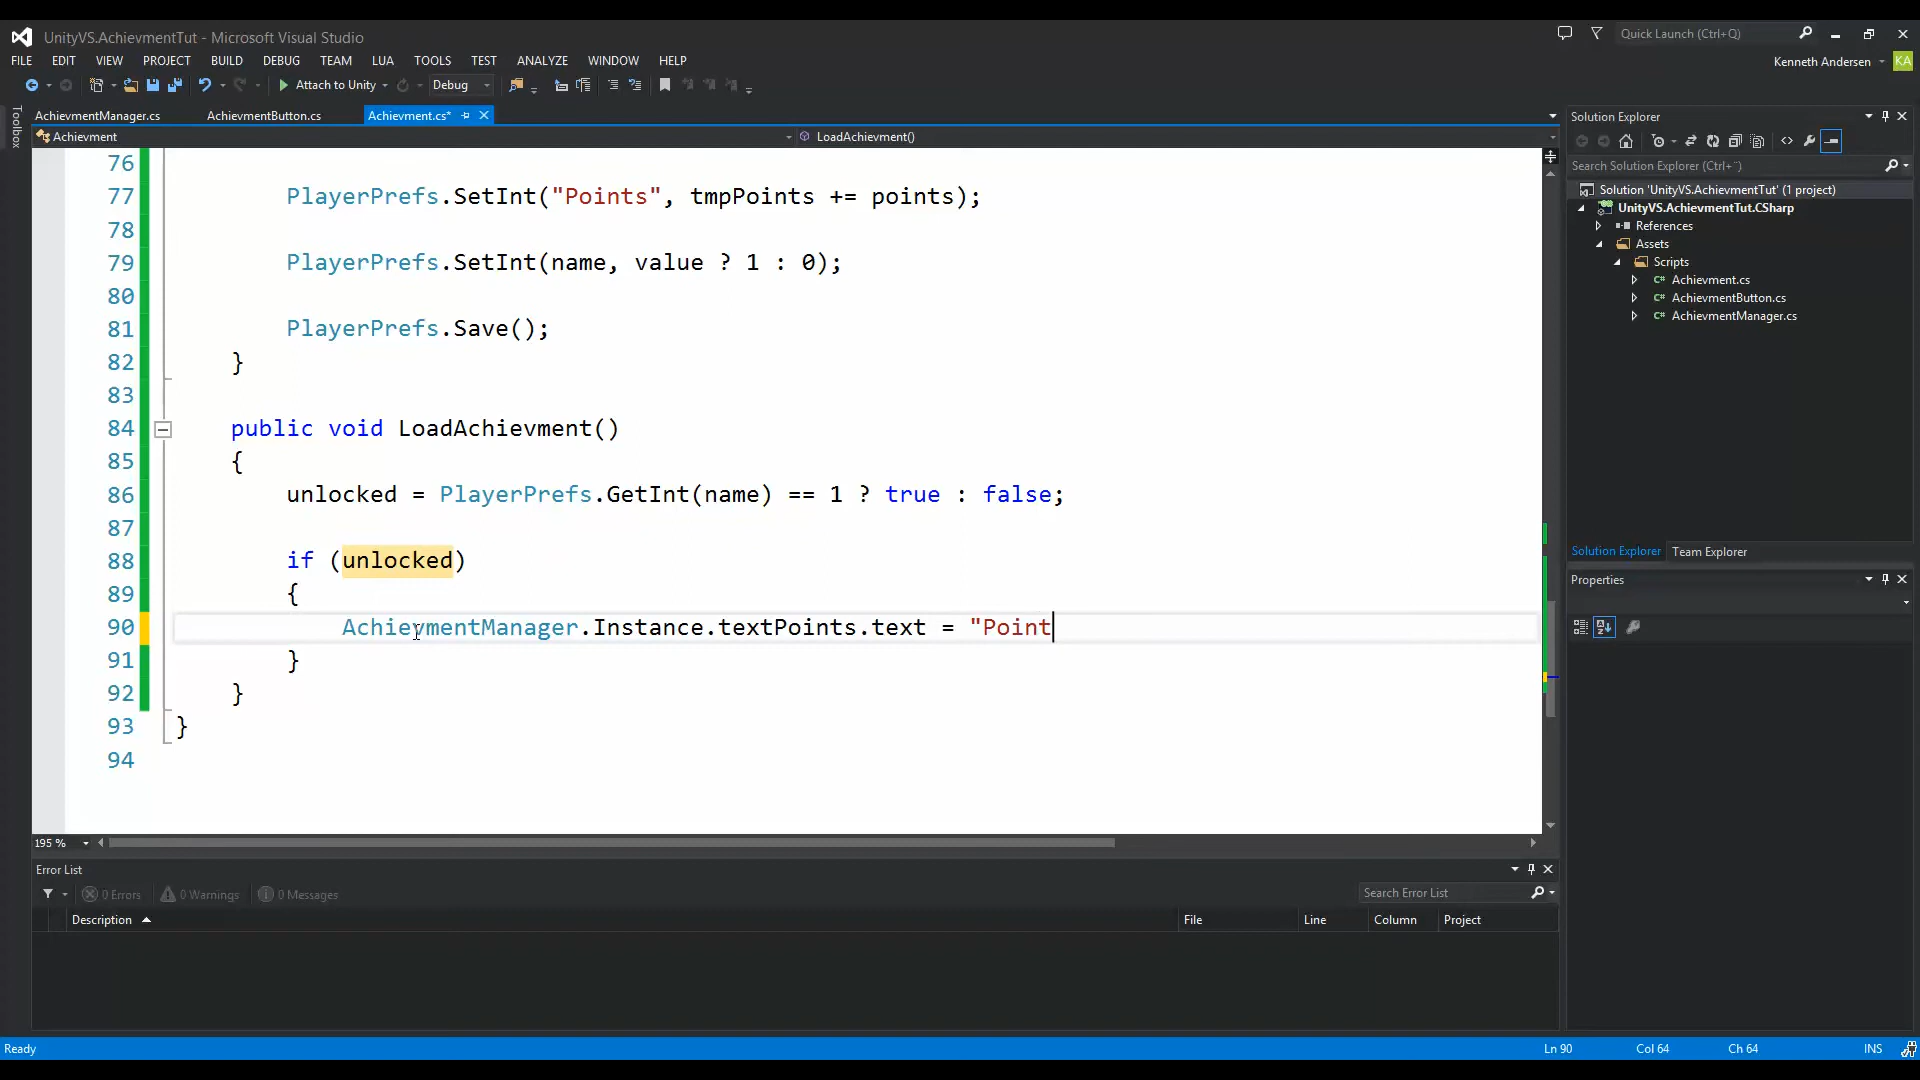 UnityVS.AchievmentTut - Microsoft Visual Studio
Quick Launch (Ctrl+Q)
FILE EDIT VIEW PROJECT BUILD DEBUG TEAM LUA TOOLS TEST ANALYZE WINDOW HELP
Kenneth Andersen KA
Attach to Unity Debug
Toolbox
AchievmentManager.cs AchievmentButton.cs Achievment.cs*
Achievment LoadAchievment()
76
77 PlayerPrefs.SetInt("Points", tmpPoints += points);
78
79 PlayerPrefs.SetInt(name, value ? 1 : 0);
80
81 PlayerPrefs.Save();
82 }
83
84 public void LoadAchievment()
85 {
86 unlocked = PlayerPrefs.GetInt(name) == 1 ? true : false;
87
88 if (unlocked)
89 {
90 AchievmentManager.Instance.textPoints.text = "Point
91 }
92 }
93 }
94
195 %
Error List
0 Errors 0 Warnings 0 Messages
Search Error List
Description File Line Column Project
Solution Explorer
Search Solution Explorer (Ctrl+¨)
Solution 'UnityVS.AchievmentTut' (1 project)
UnityVS.AchievmentTut.CSharp
References
Assets
Scripts
C# Achievment.cs
C# AchievmentButton.cs
C# AchievmentManager.cs
Solution Explorer Team Explorer
Properties
Ready Ln 90 Col 64 Ch 64 INS